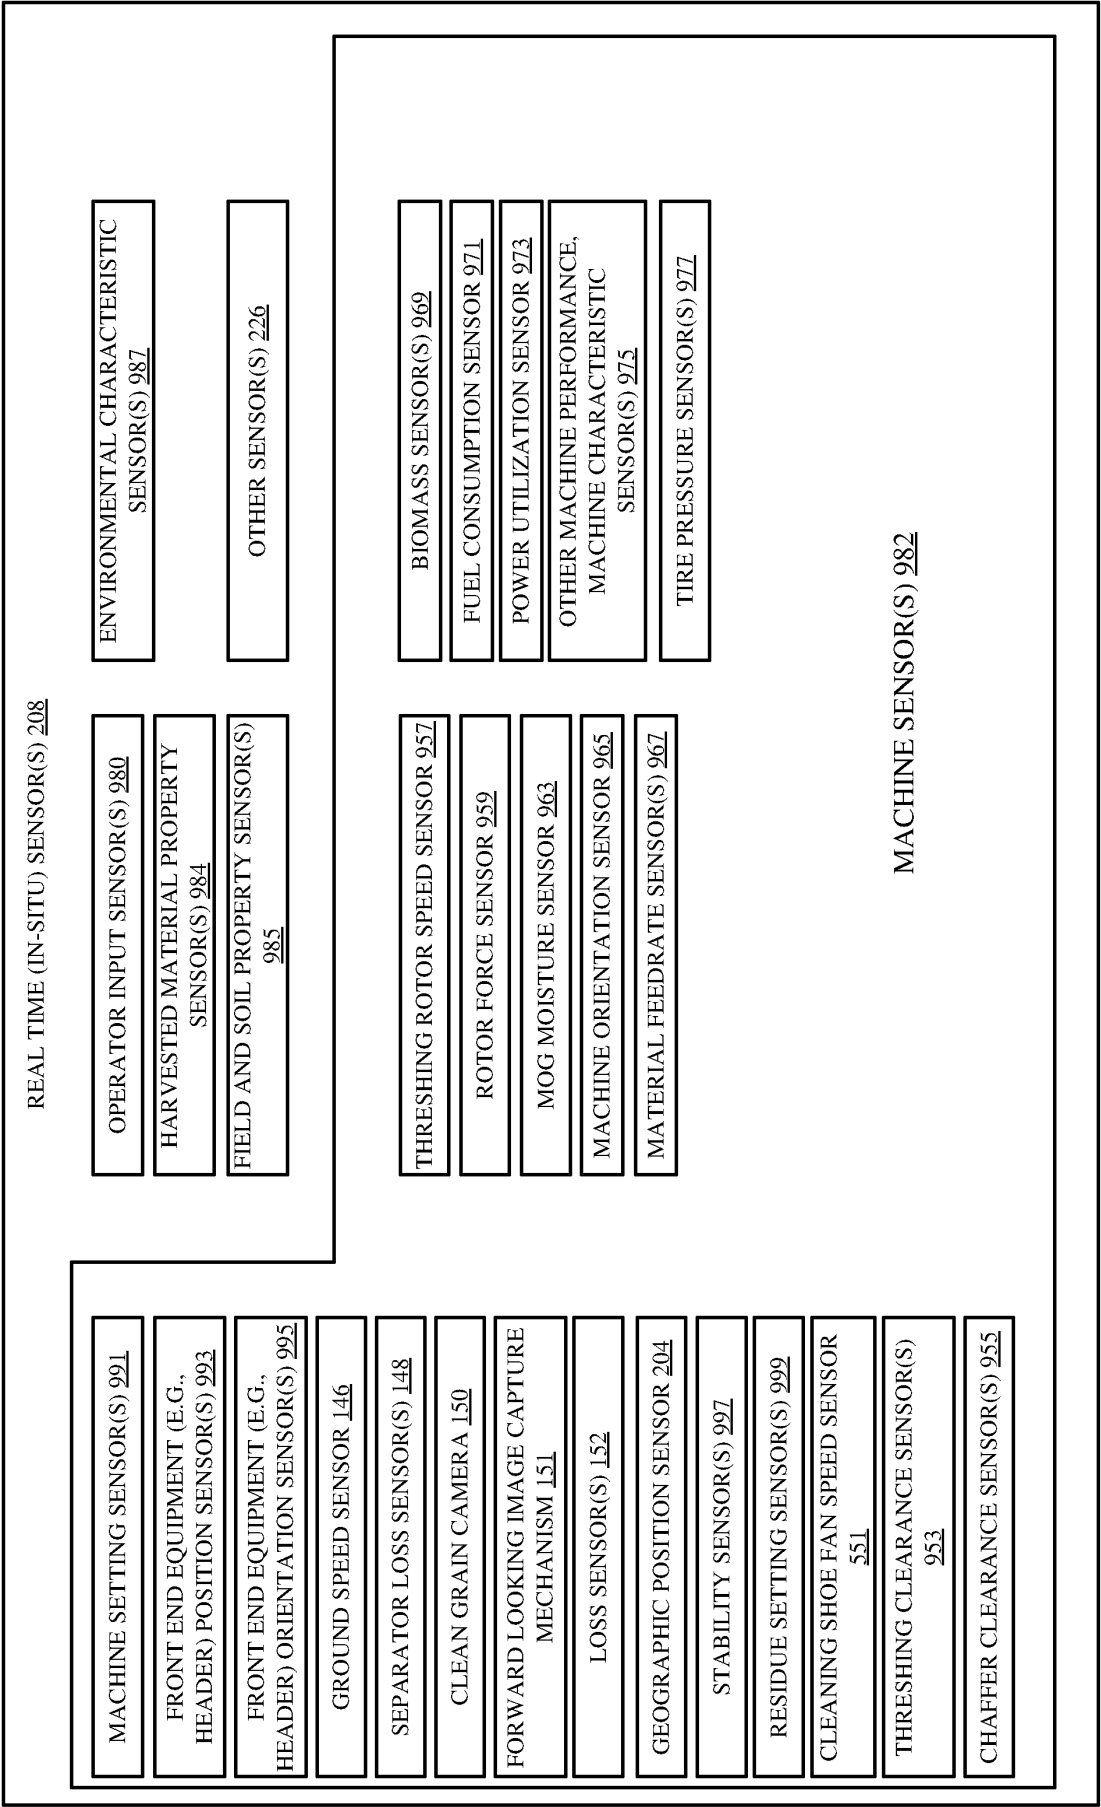 REAL TIME (IN-SITU) SENSOR(S) 208
MACHINE SETTING SENSOR(S) 991
FRONT END EQUIPMENT (E.G.,
HEADER) POSITION SENSOR(S) 993
FRONT END EQUIPMENT (E.G.,
HEADER) ORIENTATION SENSOR(S) 995
GROUND SPEED SENSOR 146
SEPARATOR LOSS SENSOR(S) 148
CLEAN GRAIN CAMERA 150
FORWARD LOOKING IMAGE CAPTURE
MECHANISM 151
LOSS SENSOR(S) 152
GEOGRAPHIC POSITION SENSOR 204
STABILITY SENSOR(S) 997
RESIDUE SETTING SENSOR(S) 999
CLEANING SHOE FAN SPEED SENSOR
551
THRESHING CLEARANCE SENSOR(S)
953
CHAFFER CLEARANCE SENSOR(S) 955
OPERATOR INPUT SENSOR(S) 980
HARVESTED MATERIAL PROPERTY
SENSOR(S) 984
FIELD AND SOIL PROPERTY SENSOR(S)
985
ENVIRONMENTAL CHARACTERISTIC
SENSOR(S) 987
OTHER SENSOR(S) 226
THRESHING ROTOR SPEED SENSOR 957
ROTOR FORCE SENSOR 959
MOG MOISTURE SENSOR 963
MACHINE ORIENTATION SENSOR 965
MATERIAL FEEDRATE SENSOR(S) 967
BIOMASS SENSOR(S) 969
FUEL CONSUMPTION SENSOR 971
POWER UTILIZATION SENSOR 973
OTHER MACHINE PERFORMANCE,
MACHINE CHARACTERISTIC
SENSOR(S) 975
TIRE PRESSURE SENSOR(S) 977
MACHINE SENSOR(S) 982